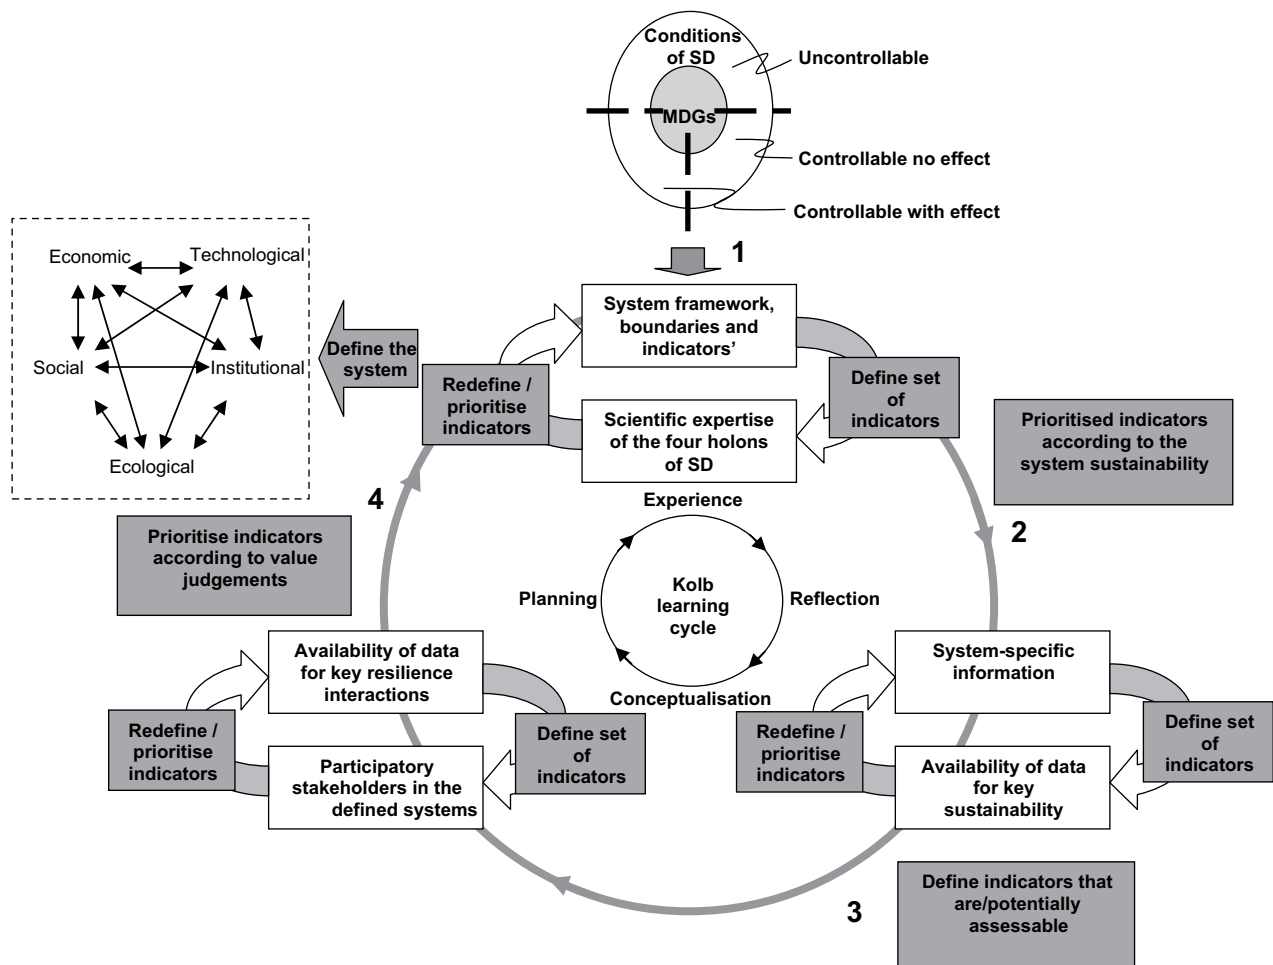 Conditions
of SD
Uncontrollable
MDGs
Controllable no effect
Controllable with effect
1
Economic
Technological
Social
Institutional
Ecological
Define the
system
System framework,
boundaries and
indicators’
Redefine /
prioritise
indicators
Define set
of
indicators
Scientific expertise
of the four holons
of SD
Prioritised indicators
according to the
system sustainability
4
2
Prioritise indicators
according to value
judgements
Experience
Planning
Kolb
learning
cycle
Reflection
Conceptualisation
Availability of data
for key resilience
interactions
Redefine /
prioritise
indicators
Define set
of
indicators
Participatory
stakeholders in the
defined systems
System-specific
information
Redefine /
prioritise
indicators
Define set
of
indicators
Availability of data
for key
sustainability
3
Define indicators that
are/potentially
assessable